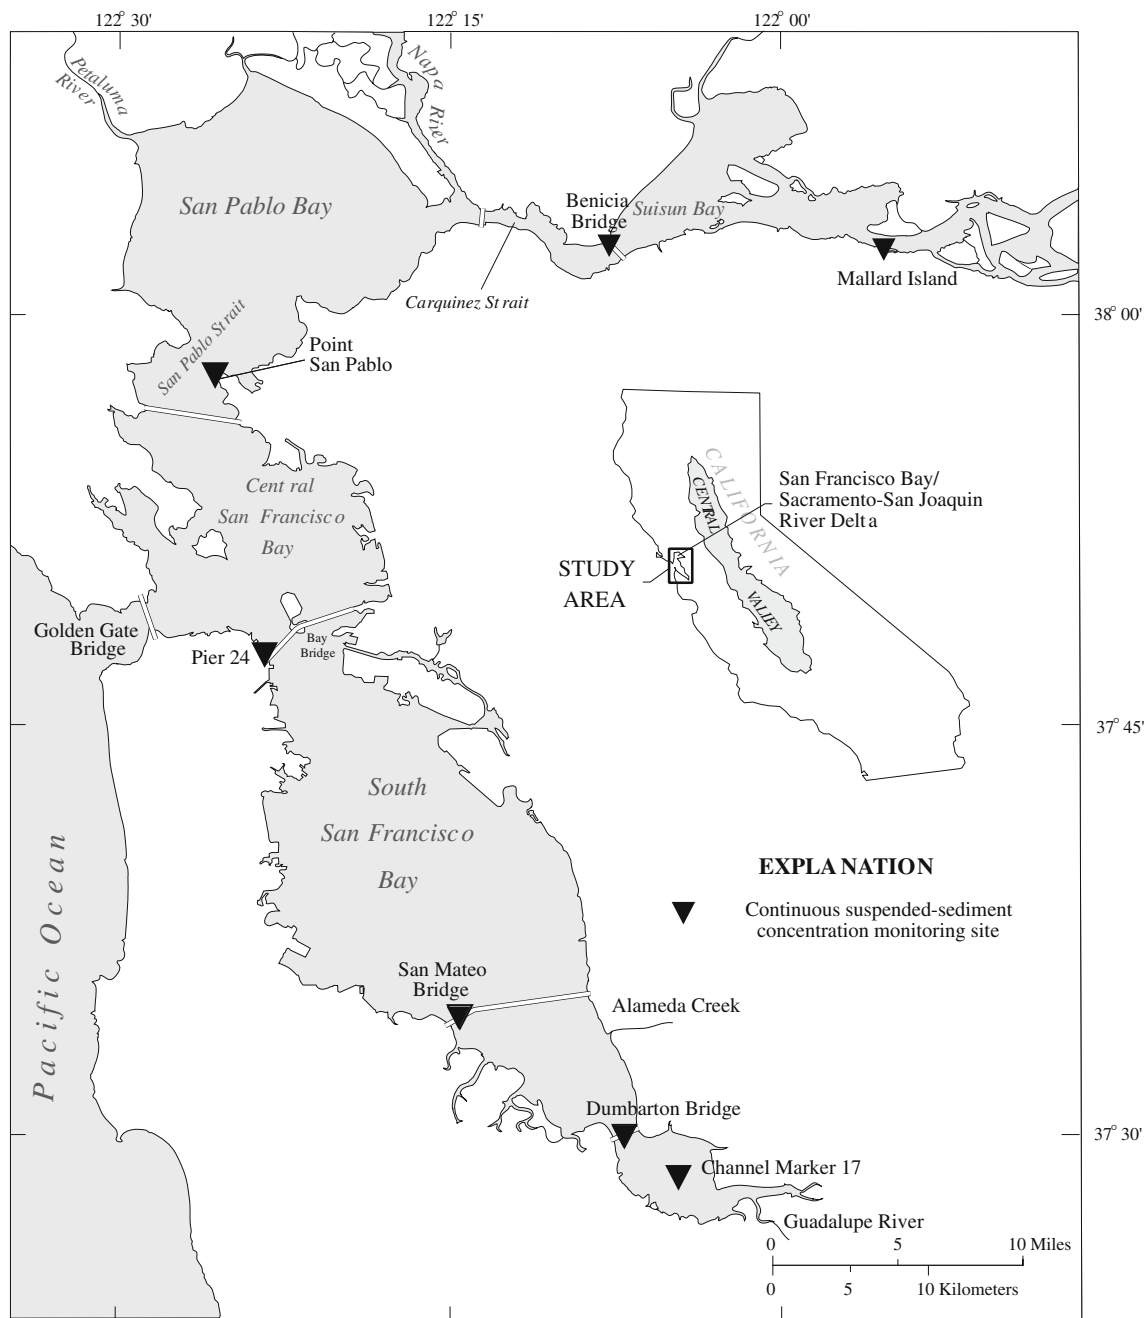 122° 30'
122° 15'
122° 00'
Petaluma
River
Napa
River
San Pablo Bay
Benicia
Bridge
Suisun Bay
Mallard Island
Carquinez Strait
38° 00'
San Pablo Strait
Point
San Pablo
Central
San Francisco
Bay
CALIFORNIA
CENTRAL
VALLEY
San Francisco Bay/
Sacramento-San Joaquin
River Delta
STUDY
AREA
Golden Gate
Bridge
Pier 24
Bay
Bridge
37° 45'
South
San Francisco
Bay
Pacific Ocean
EXPLANATION
Continuous suspended-sediment
concentration monitoring site
San Mateo
Bridge
Alameda Creek
Dumbarton Bridge
37° 30'
Channel Marker 17
Guadalupe River
0 5 10 Miles
0 5 10 Kilometers